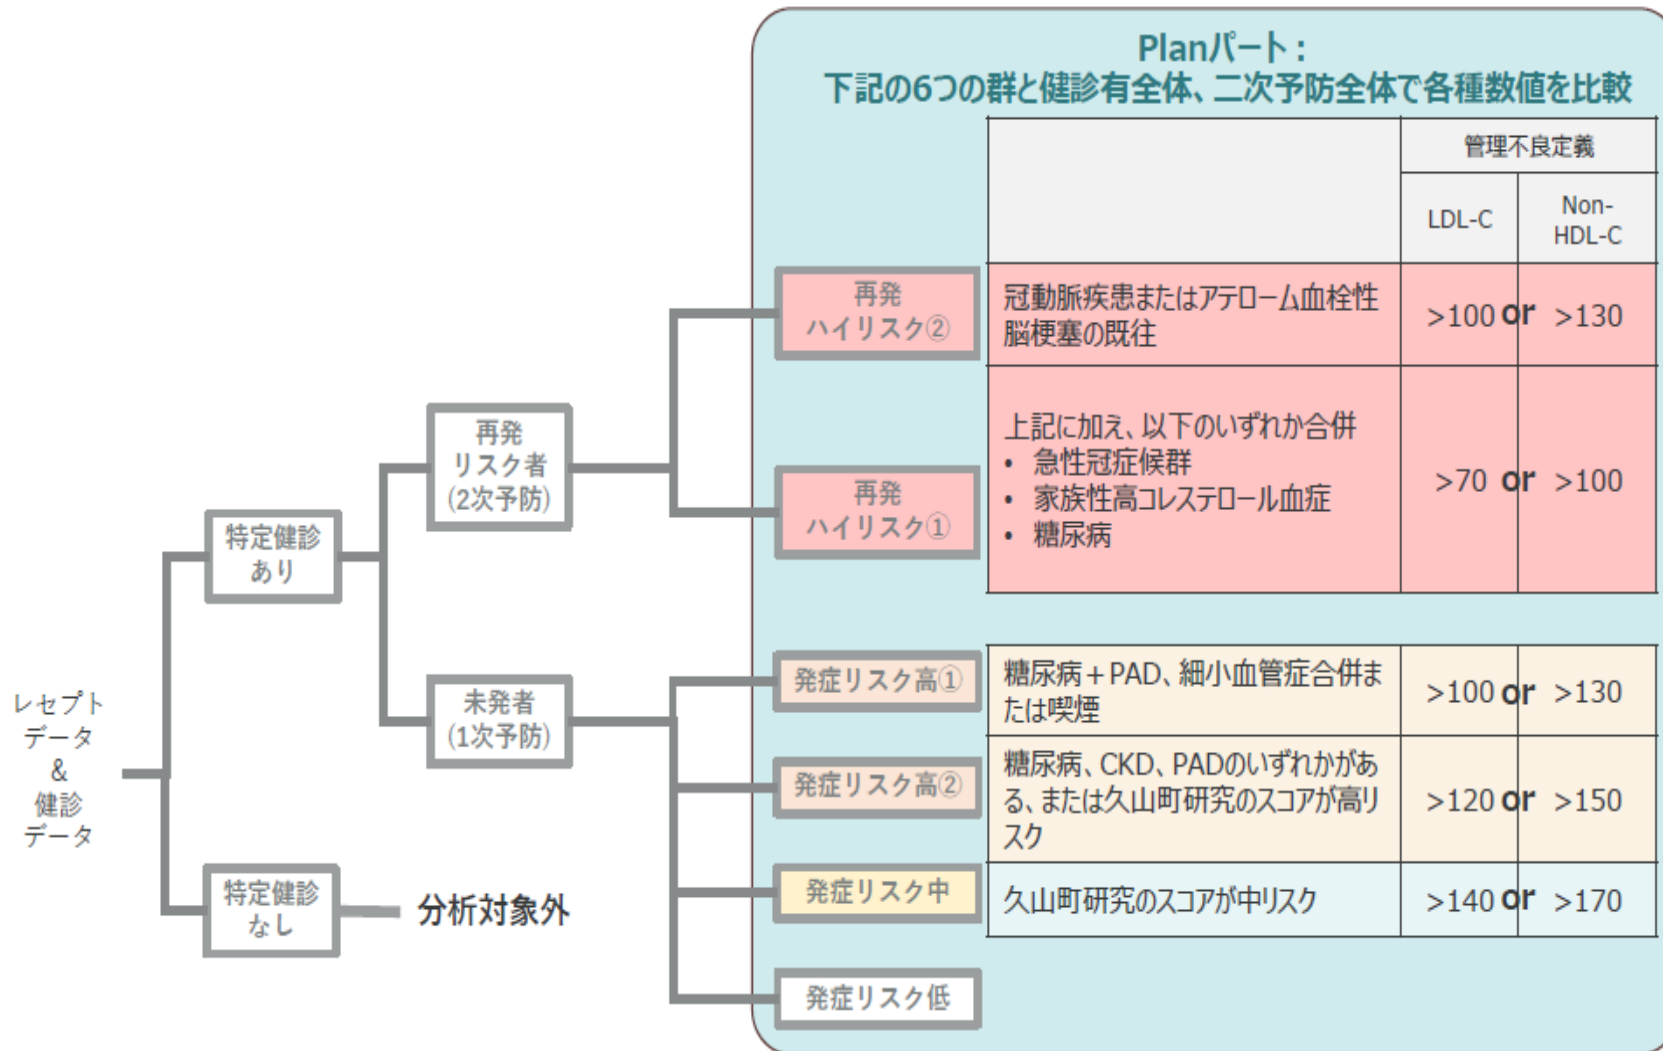 Planパート：
下記の6つの群と健診有全体、二次予防全体で各種数値を比較
管理不良定義
LDL-C
Non-
HDL-C
再発
ハイリスク②
冠動脈疾患またはアテローム血栓性
脳梗塞の既往
>100 or >130
再発
リスク者
(2次予防)
上記に加え、以下のいずれか合併
• 急性冠症候群
• 家族性高コレステロール血症
• 糖尿病
>70 or >100
再発
ハイリスク①
特定健診
あり
発症リスク高①
糖尿病＋PAD、細小血管症合併ま
たは喫煙
>100 or >130
未発者
(1次予防)
レセプト
データ
&
健診
データ
発症リスク高②
糖尿病、CKD、PADのいずれかがあ
る、または久山町研究のスコアが高リ
スク
>120 or >150
特定健診
なし
分析対象外
発症リスク中
久山町研究のスコアが中リスク
>140 or >170
発症リスク低